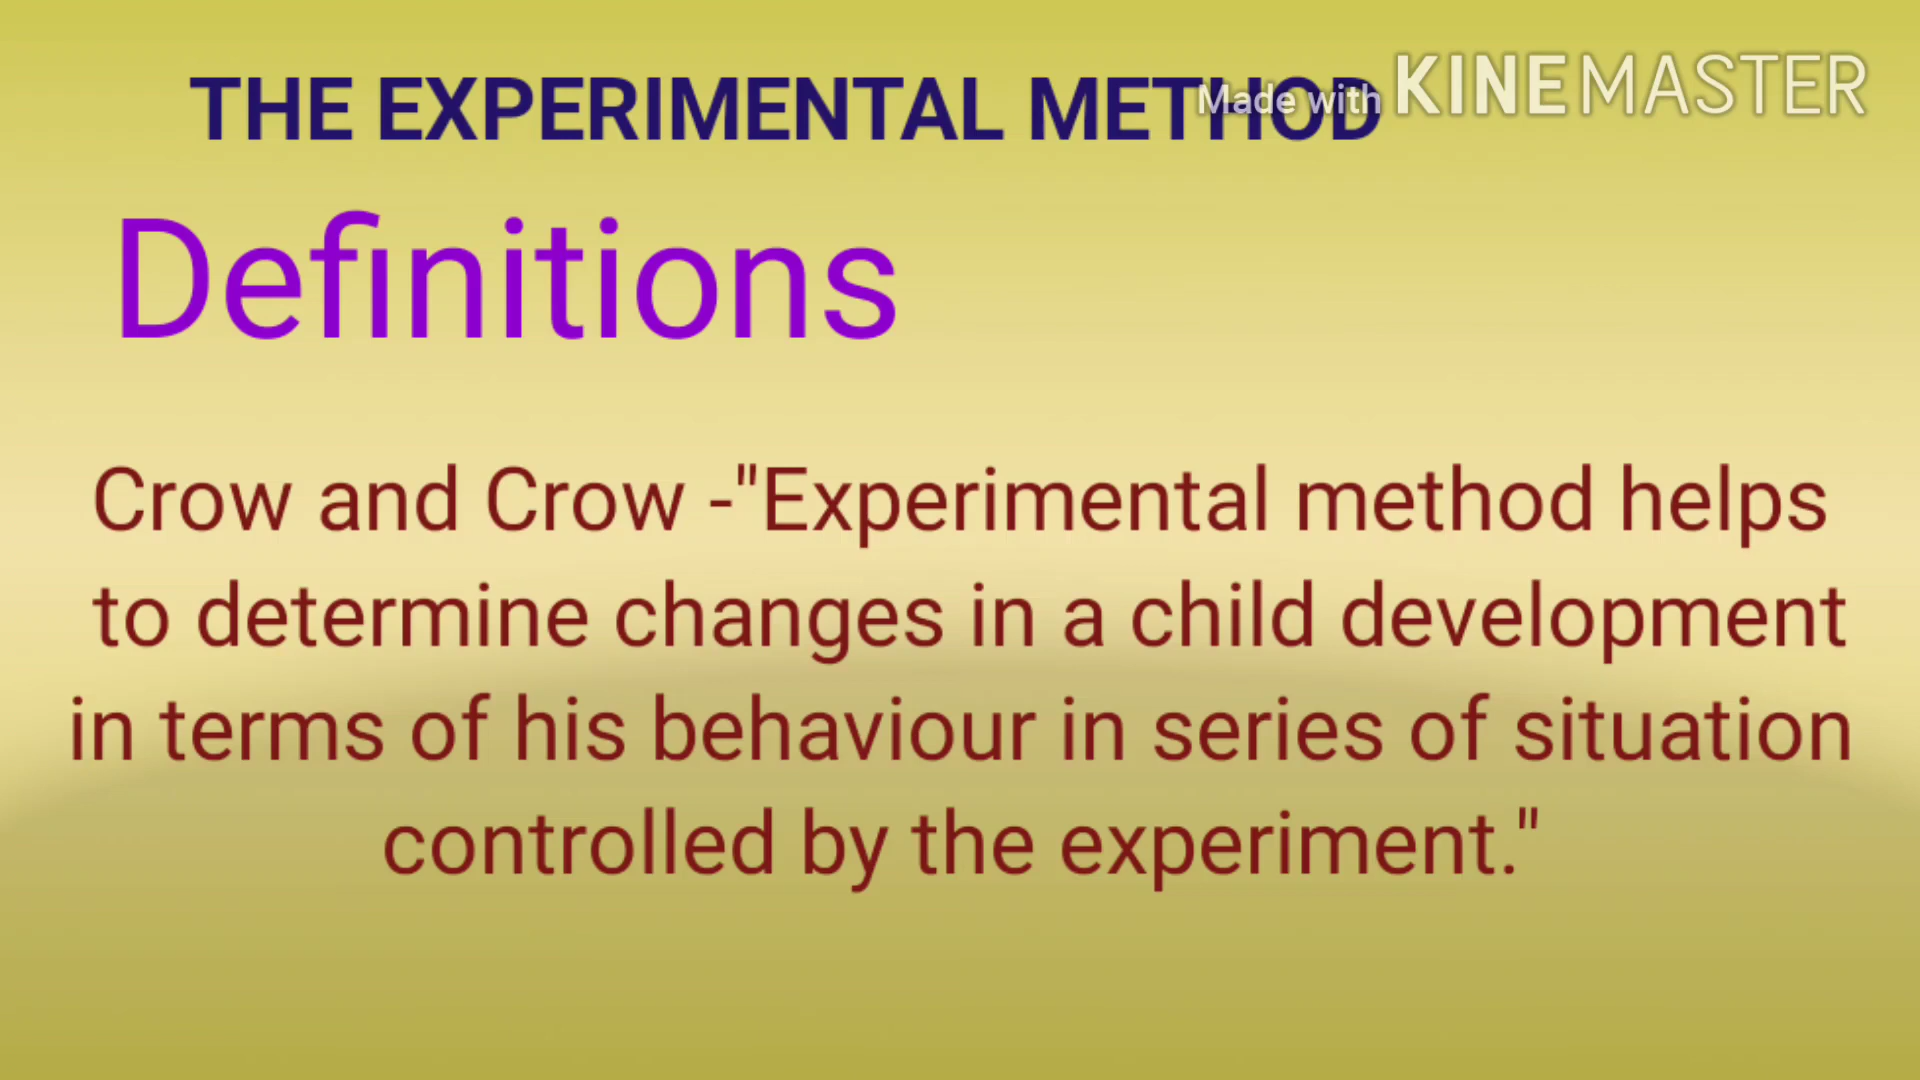 THE EXPERIMENTAL METHOD
Made with KINEMASTER
Definitions
Crow and Crow -"Experimental method helps
to determine changes in a child development
in terms of his behaviour in series of situation
controlled by the experiment."